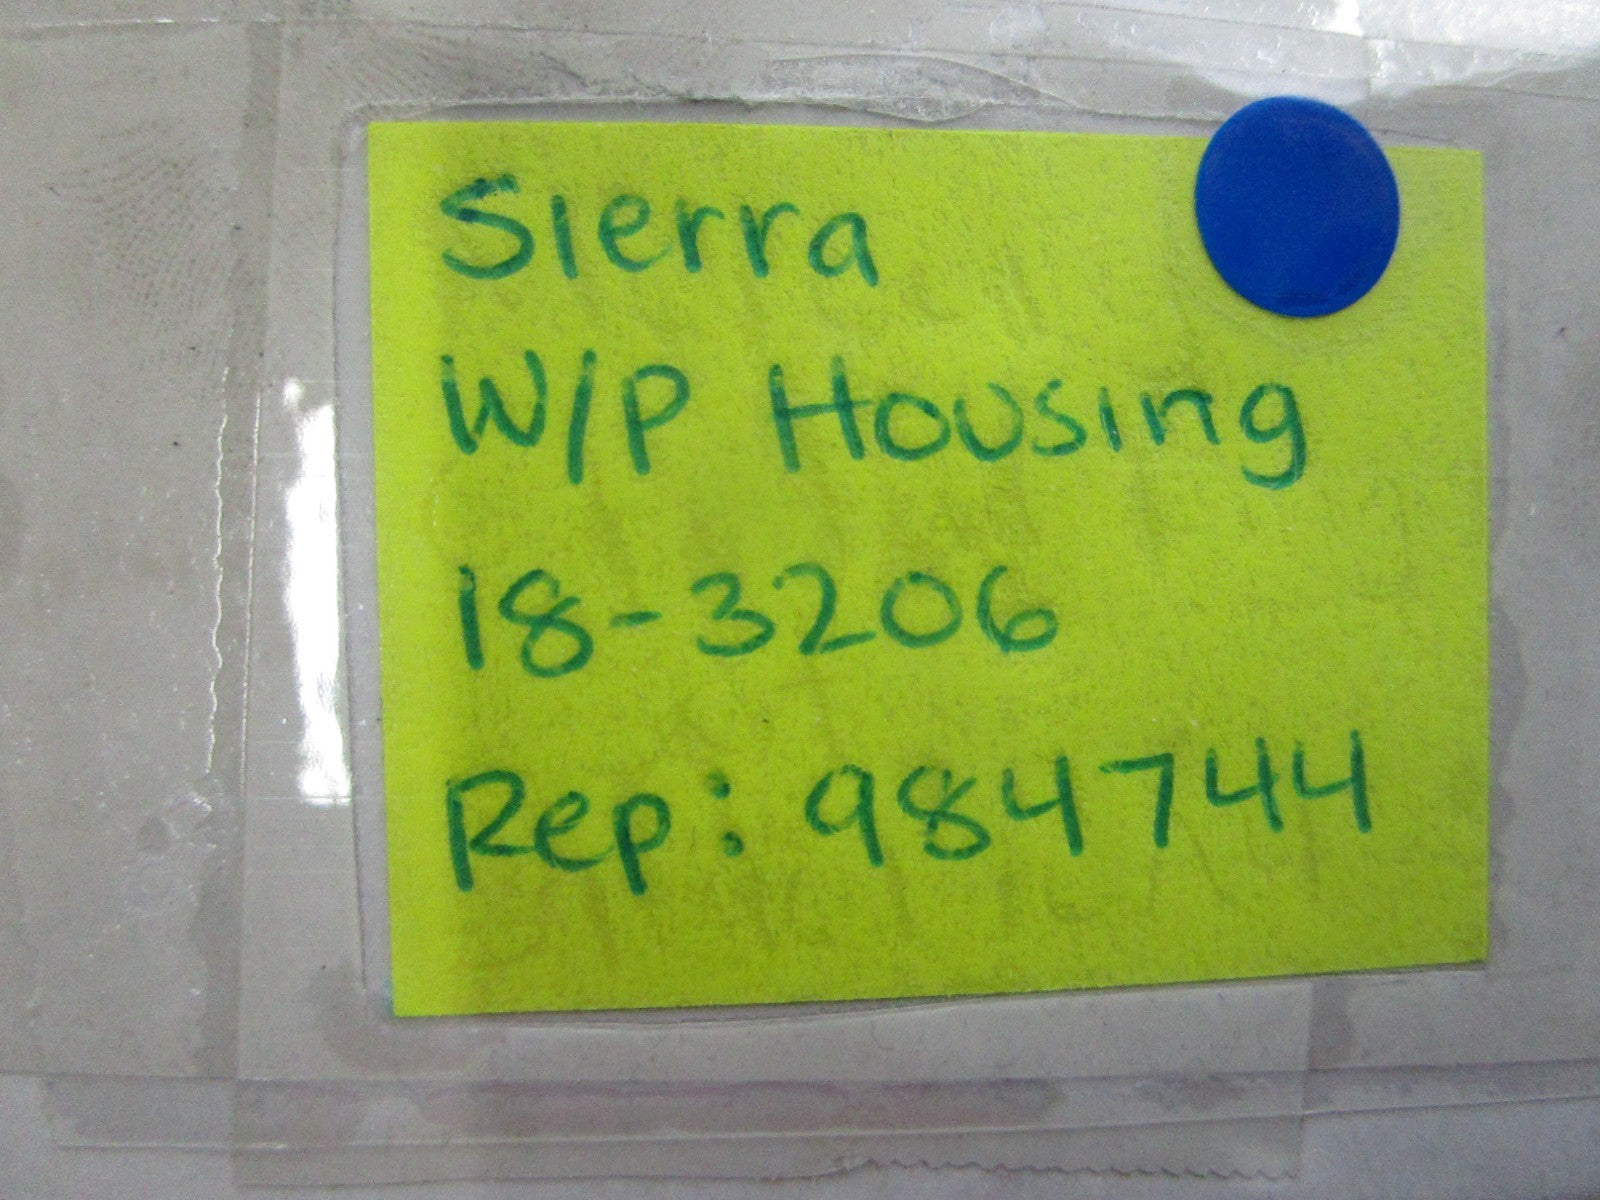 Sierra
W/P Housing
18-3206
Rep: 984744